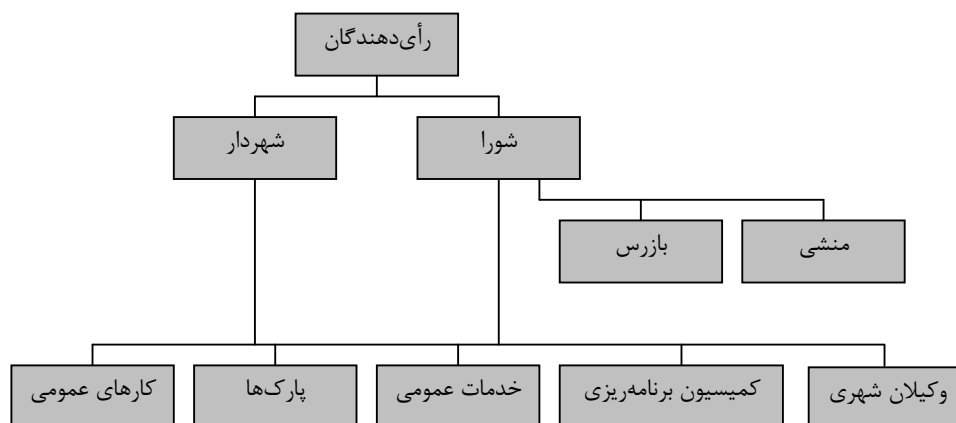 رأی‌دهندگان
شورا
شهردار
منشی
بازرس
وکیلان شهری
کمیسیون برنامه‌ریزی
خدمات عمومی
پارک‌ها
کارهای عمومی